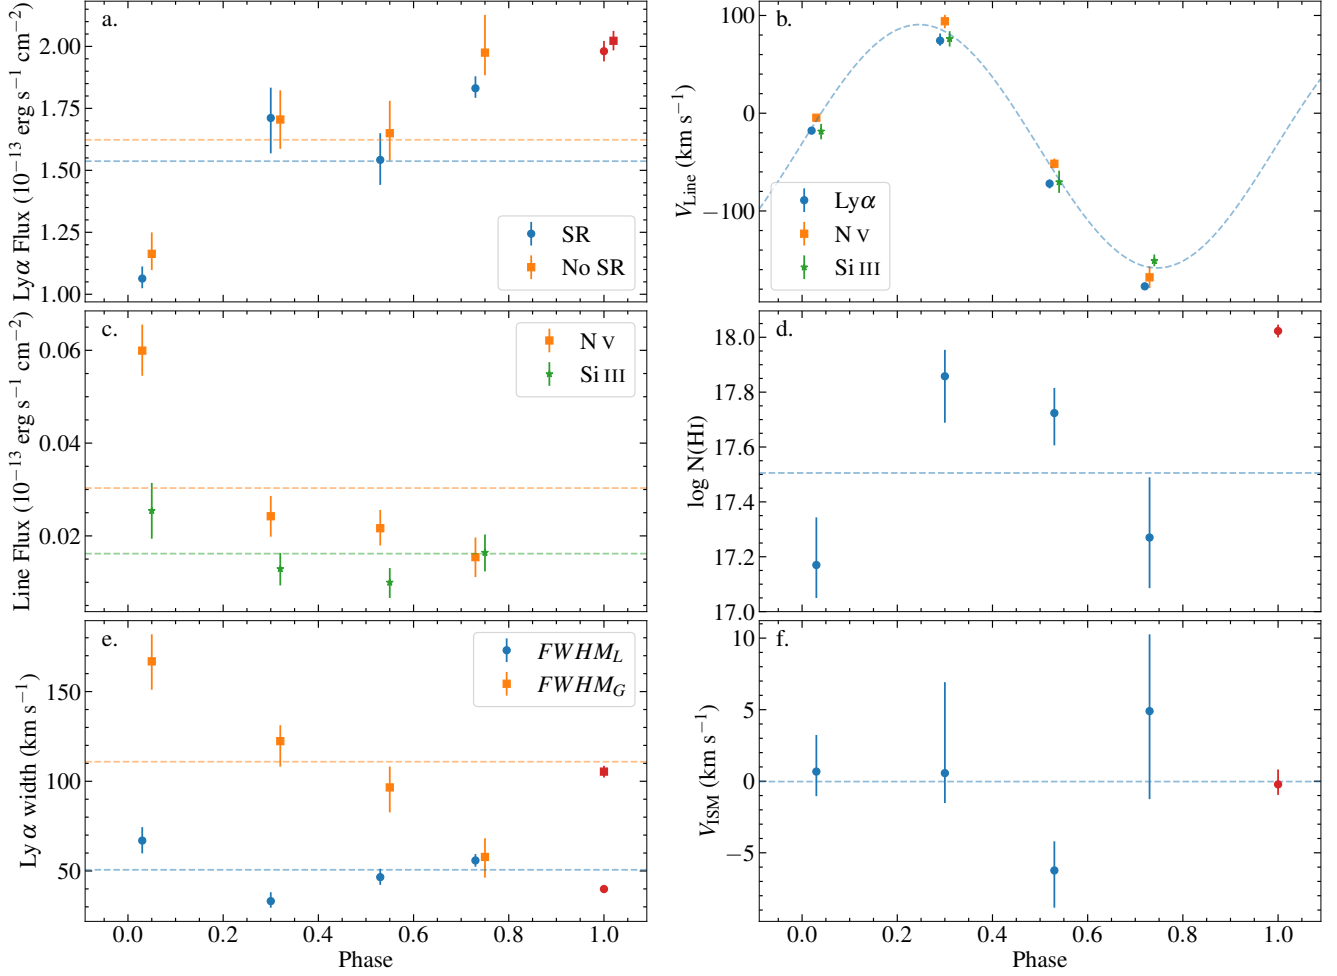 a.
Lyα Flux (10⁻¹³ erg s⁻¹ cm⁻²)
2.00
1.75
1.50
1.25
1.00
SR
No SR
b.
V_Line (km s⁻¹)
100
0
−100
Lyα
N V
Si III
c.
Line Flux (10⁻¹³ erg s⁻¹ cm⁻²)
0.06
0.04
0.02
N V
Si III
d.
log N(HI)
18.0
17.8
17.6
17.4
17.2
17.0
e.
Ly α width (km s⁻¹)
150
100
50
FWHM_L
FWHM_G
0.0 0.2 0.4 0.6 0.8 1.0
Phase
f.
V_ISM (km s⁻¹)
10
5
0
−5
0.0 0.2 0.4 0.6 0.8 1.0
Phase